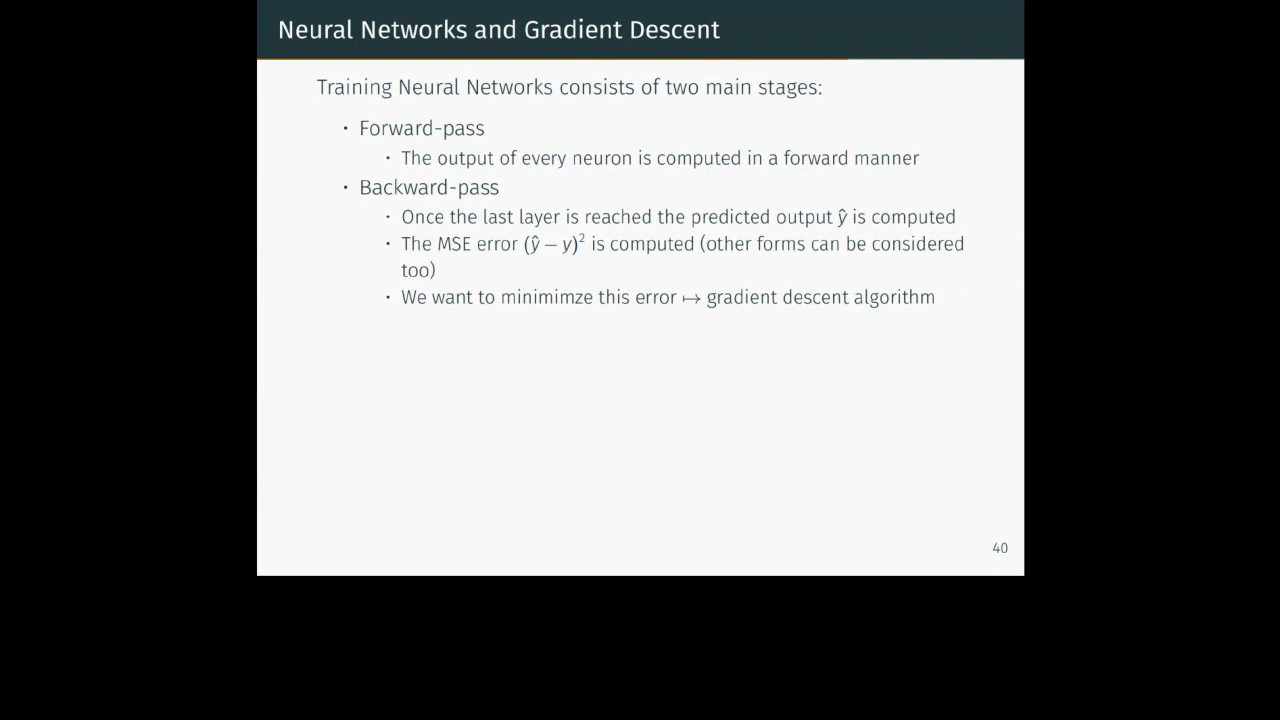 Neural Networks and Gradient Descent
Training Neural Networks consists of two main stages:
• Forward-pass
• The output of every neuron is computed in a forward manner
• Backward-pass
• Once the last layer is reached the predicted output ŷ is computed
• The MSE error (ŷ − y)² is computed (other forms can be considered
too)
• We want to minimimze this error ↦ gradient descent algorithm
40